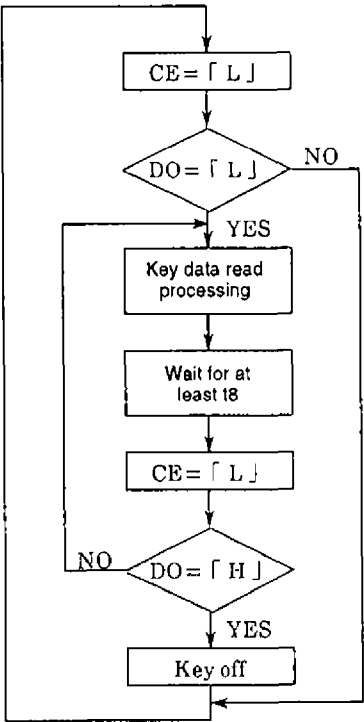 CE=「 L 」
DO=「 L 」
NO
YES
Key data read
processing
Wait for at
least t8
CE=「 L 」
NO
DO=「 H 」
YES
Key off